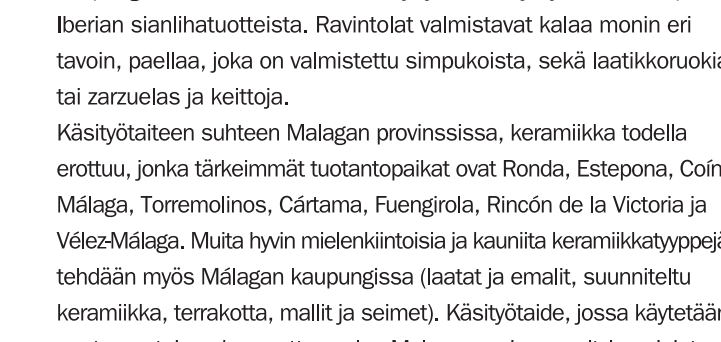 Iberian sianlihatuotteista. Ravintolat valmistavat kalaa monin eri
tavoin, paellaa, joka on valmistettu simpukoista, sekä laatikkoruokia
tai zarzuelas ja keittoja.
Käsityötaiteen suhteen Malagan provinssissa, keramiikka todella
erottuu, jonka tärkeimmät tuotantopaikat ovat Ronda, Estepona, Coín
Málaga, Torremolinos, Cártama, Fuengirola, Rincón de la Victoria ja
Vélez-Málaga. Muita hyvin mielenkiintoisia ja kauniita keramiikkatyyppejä
tehdään myös Málagan kaupungissa (laatat ja emalit, suunniteltu
keramiikka, terrakotta, mallit ja seimet). Käsityötaide, jossa käytetään